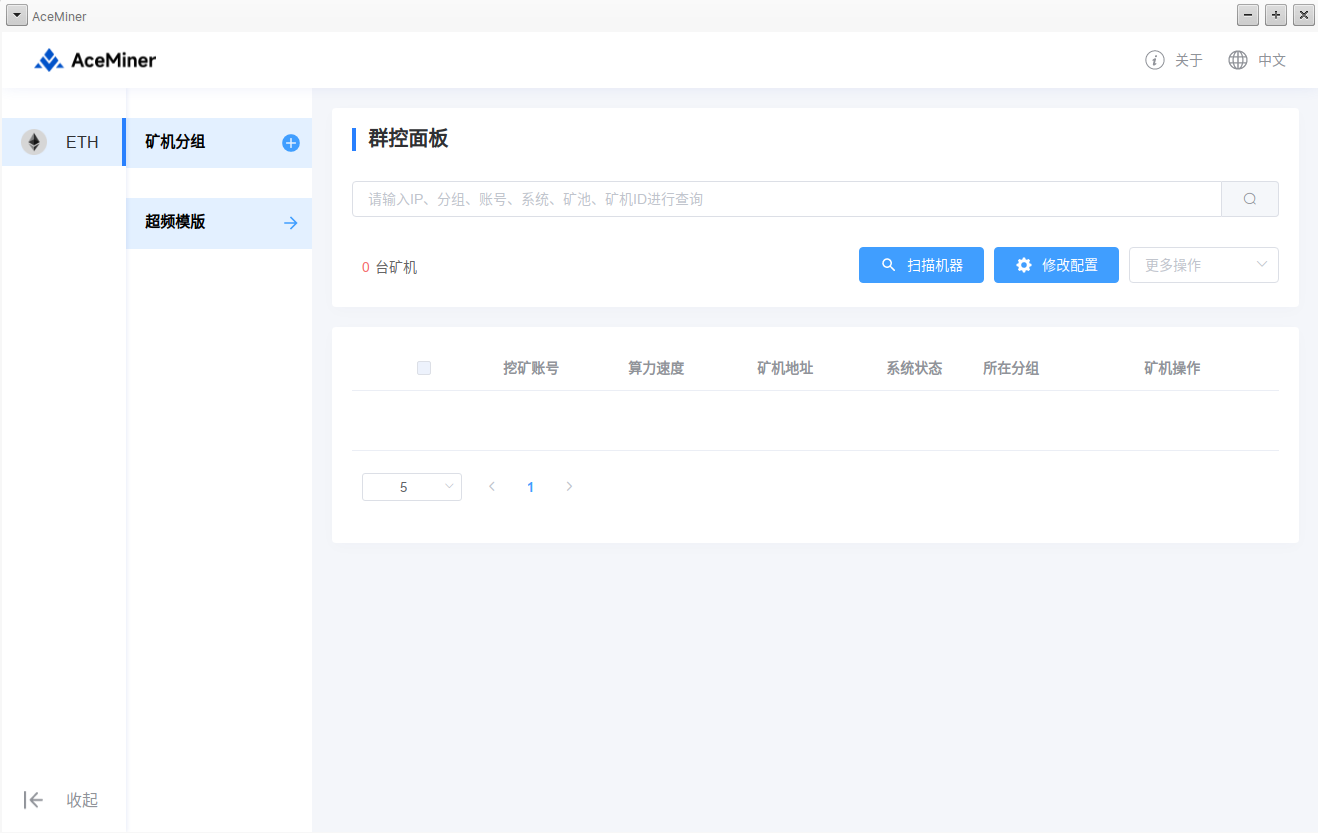 AceMiner
AceMiner
关于
中文
ETH
矿机分组
超频模版
收起
群控面板
请输入IP、分组、账号、系统、矿池、矿机ID进行查询
0 台矿机
扫描机器
修改配置
更多操作
挖矿账号 算力速度 矿机地址 系统状态 所在分组 矿机操作
5
1